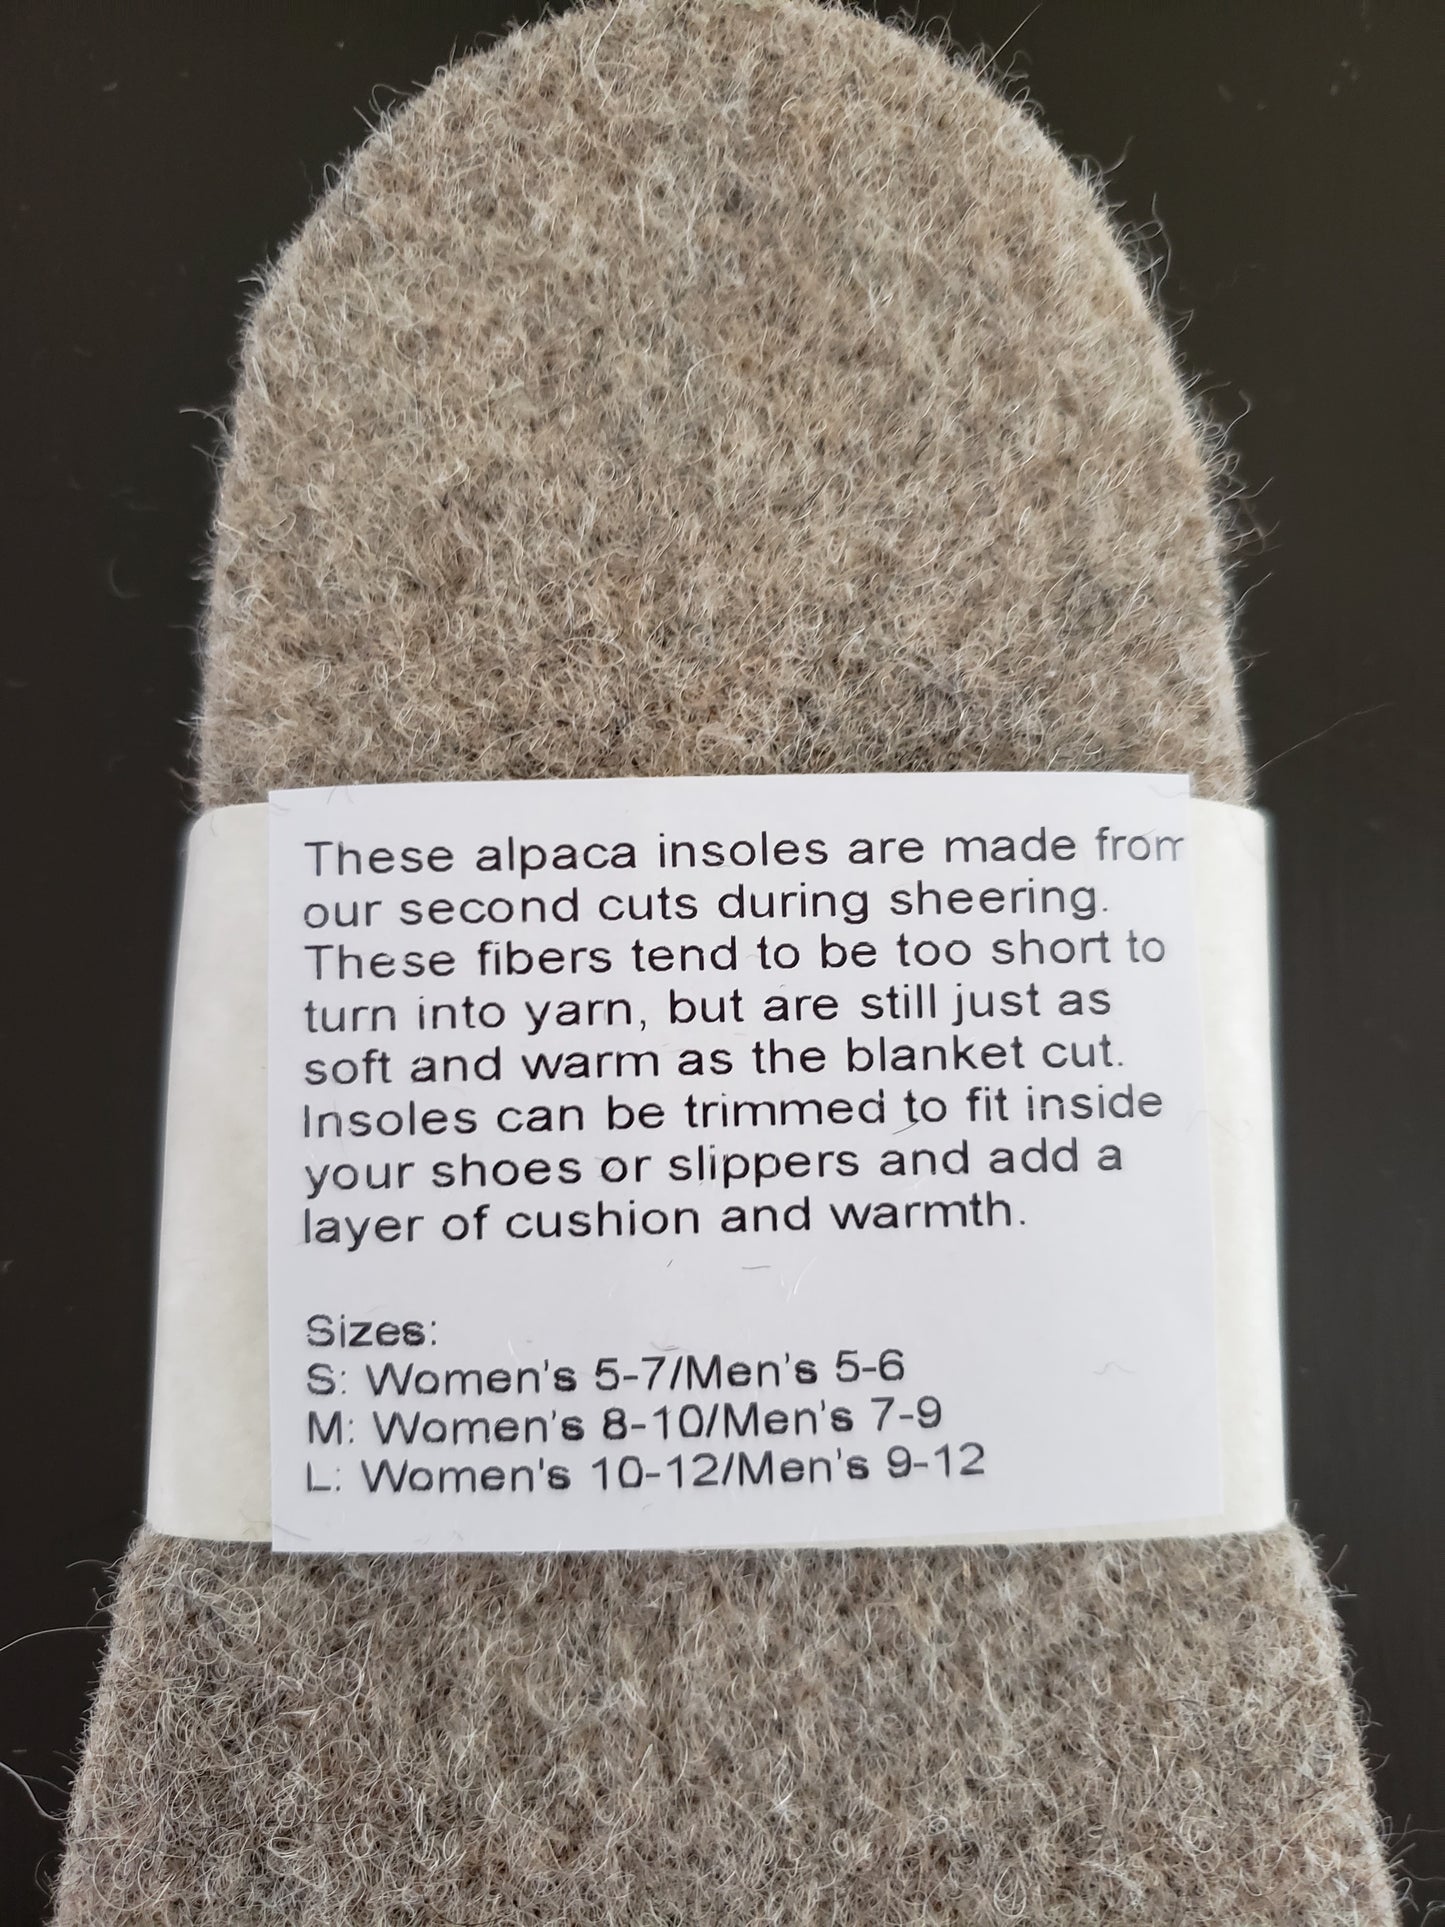 These alpaca insoles are made from
our second cuts during sheering.
These fibers tend to be too short to
turn into yarn, but are still just as
soft and warm as the blanket cut.
Insoles can be trimmed to fit inside
your shoes or slippers and add a
layer of cushion and warmth.
Sizes:
S: Women's 5-7/Men's 5-6
M: Women's 8-10/Men's 7-9
L: Women's 10-12/Men's 9-12